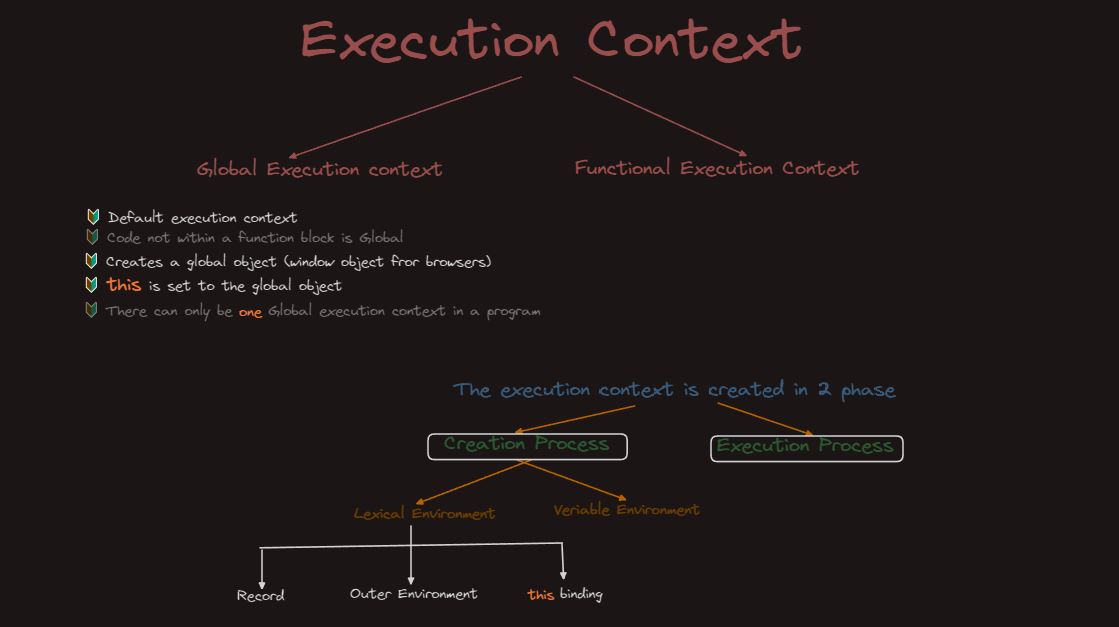 Execution Context
Global Execution context
Functional Execution Context
Default execution context
Code not within a function block is Global
Creates a global object (window object fror browsers)
this is set to the global object
There can only be one Global execution context in a program
The execution context is created in 2 phase
Creation Process
Execution Process
Lexical Environment
Veriable Environment
Record
Outer Environment
this binding